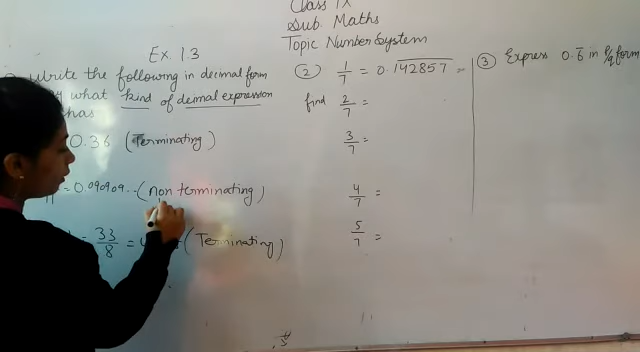 Class IX
Sub. Maths
Topic Number System
Ex 1.3
Write the following in decimal form
what kind of decimal expression
has
0.36 (Terminating)
= 0.090909.. (non terminating)
= 33/8 = (Terminating)
② 1/7 = 0.142857 =
find 2/7 =
3/7 =
4/7 =
5/7 =
③ Express 0.6̅ in P/q form